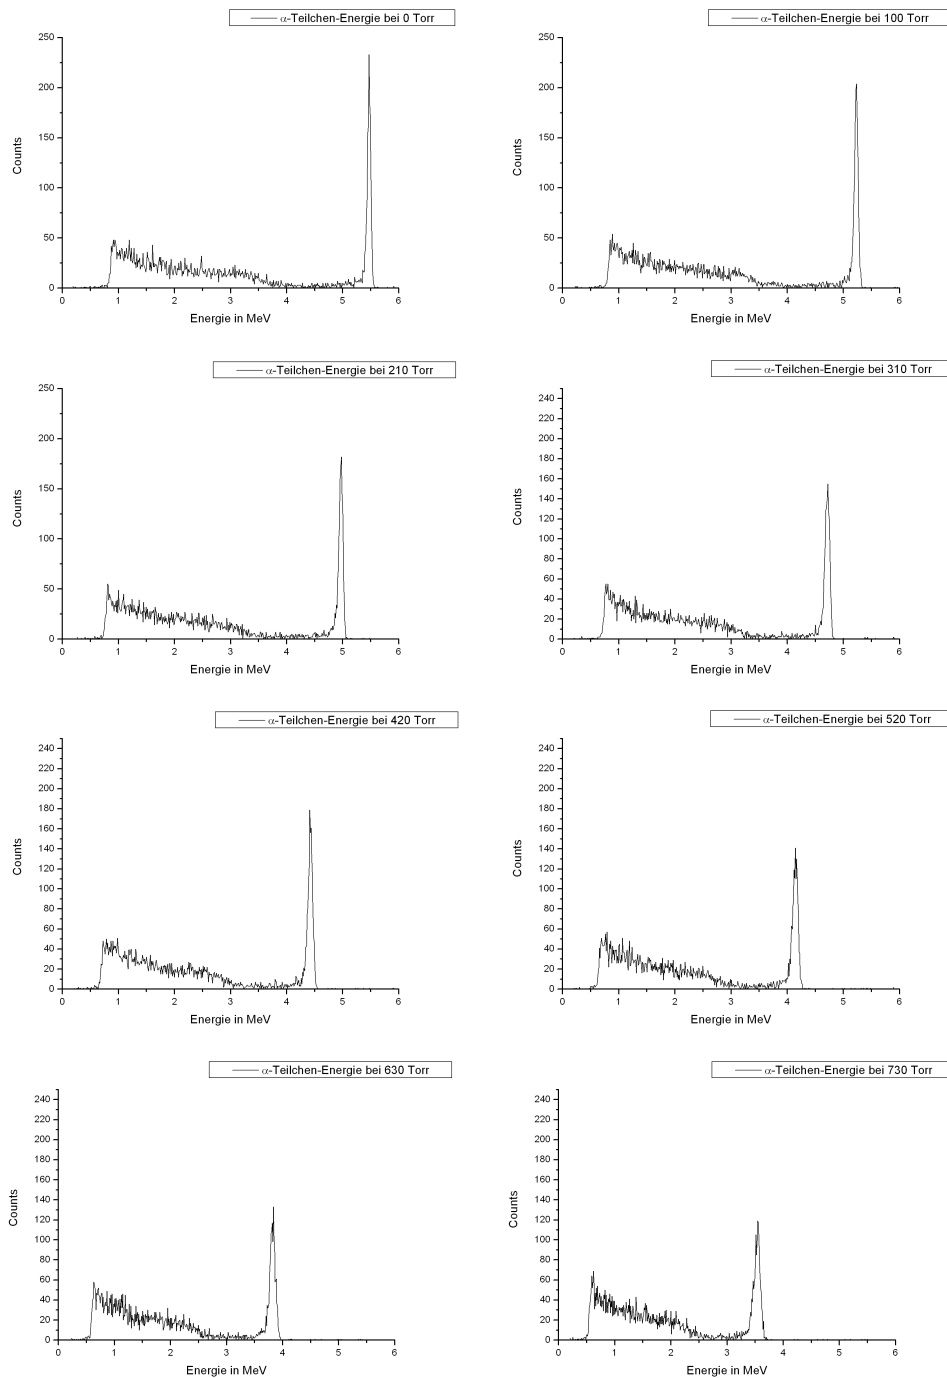 α-Teilchen-Energie bei 0 Torr
250
200
150
100
50
0
Counts
0 1 2 3 4 5 6
Energie in MeV
α-Teilchen-Energie bei 100 Torr
250
200
150
100
50
0
Counts
0 1 2 3 4 5 6
Energie in MeV
α-Teilchen-Energie bei 210 Torr
250
200
150
100
50
0
Counts
0 1 2 3 4 5 6
Energie in MeV
α-Teilchen-Energie bei 310 Torr
240
220
200
180
160
140
120
100
80
60
40
20
0
Counts
0 1 2 3 4 5 6
Energie in MeV
α-Teilchen-Energie bei 420 Torr
240
220
200
180
160
140
120
100
80
60
40
20
0
Counts
0 1 2 3 4 5 6
Energie in MeV
α-Teilchen-Energie bei 520 Torr
240
220
200
180
160
140
120
100
80
60
40
20
0
Counts
0 1 2 3 4 5 6
Energie in MeV
α-Teilchen-Energie bei 630 Torr
240
220
200
180
160
140
120
100
80
60
40
20
0
Counts
0 1 2 3 4 5 6
Energie in MeV
α-Teilchen-Energie bei 730 Torr
240
220
200
180
160
140
120
100
80
60
40
20
0
Counts
0 1 2 3 4 5 6
Energie in MeV